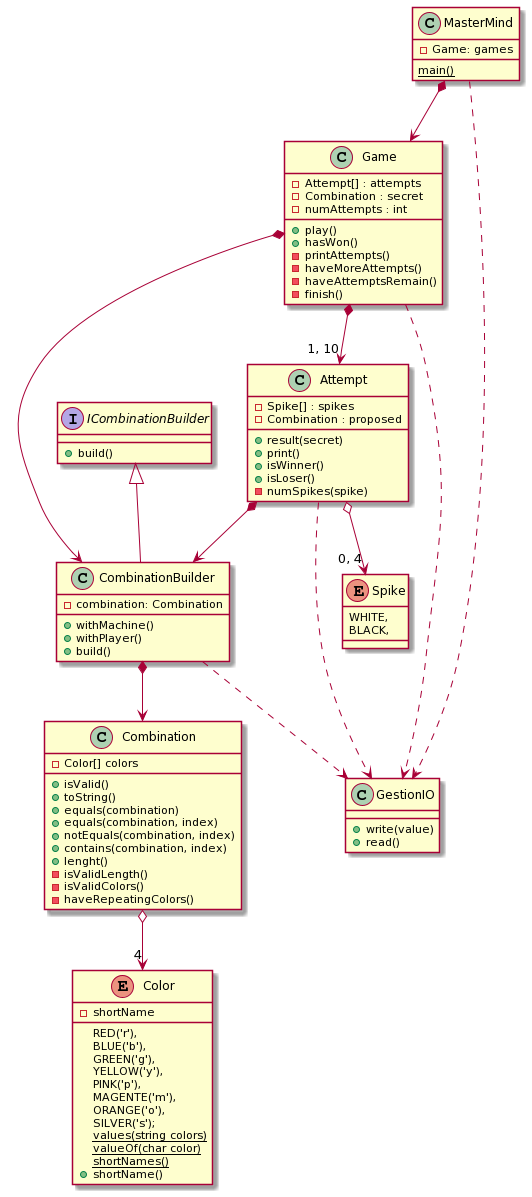 C MasterMind
Game: games
main()
C Game
Attempt[] : attempts
Combination : secret
numAttempts : int
play()
hasWon()
printAttempts()
haveMoreAttempts()
haveAttemptsRemain()
finish()
1, 10
C Attempt
Spike[] : spikes
Combination : proposed
result(secret)
print()
isWinner()
isLoser()
numSpikes(spike)
I ICombinationBuilder
build()
0, 4
C CombinationBuilder
combination: Combination
withMachine()
withPlayer()
build()
E Spike
WHITE,
BLACK,
C Combination
Color[] colors
isValid()
toString()
equals(combination)
equals(combination, index)
notEquals(combination, index)
contains(combination, index)
lenght()
isValidLength()
isValidColors()
haveRepeatingColors()
C GestionIO
write(value)
read()
4
E Color
shortName
RED('r'),
BLUE('b'),
GREEN('g'),
YELLOW('y'),
PINK('p'),
MAGENTE('m'),
ORANGE('o'),
SILVER('s');
values(string colors)
valueOf(char color)
shortNames()
shortName()